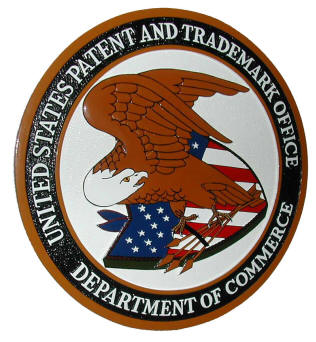 UNITED STATES PATENT AND TRADEMARK OFFICE
DEPARTMENT OF COMMERCE